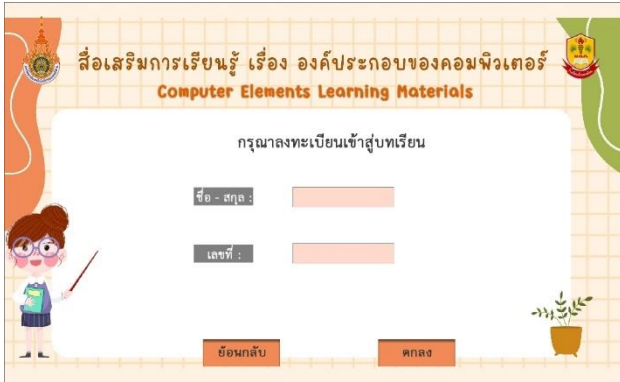 สื่อเสริมการเรียนรู้ เรื่อง องค์ประกอบของคอมพิวเตอร์
Computer Elements Learning Materials
กรุณาลงทะเบียนเข้าสู่บทเรียน
ชื่อ - สกุล :
เลขที่ :
ย้อนกลับ
ตกลง